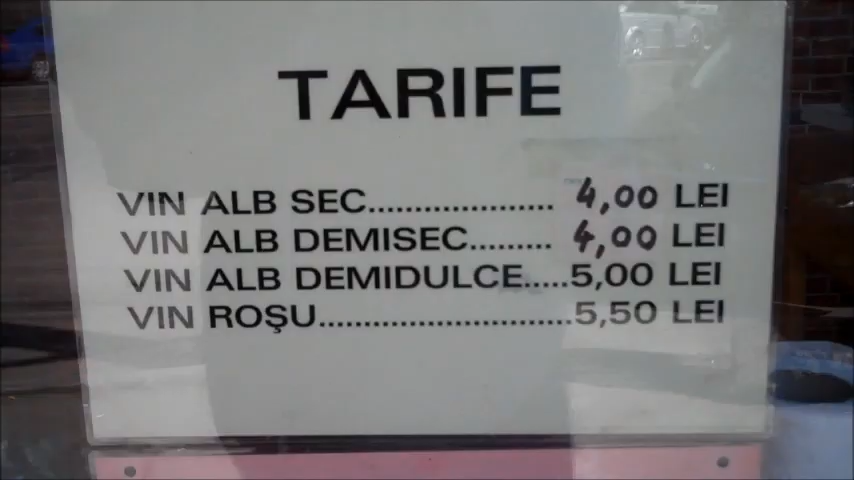 TARIFE
VIN ALB SEC.................... 4,00 LEI
VIN ALB DEMISEC......... 4,00 LEI
VIN ALB DEMIDULCE.....5,00 LEI
VIN ROȘU............................5,50 LEI